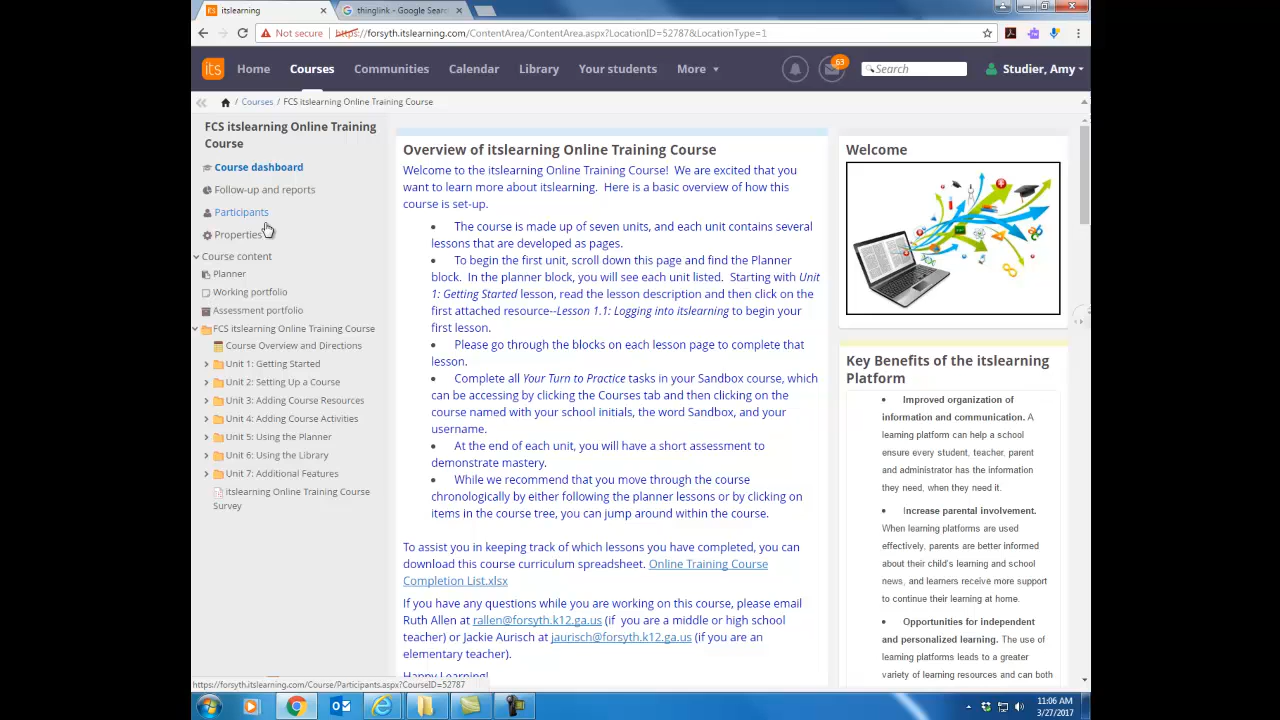 itslearning
thinglink - Google Sear
Not secure
https://forsyth.itslearning.com/ContentArea/ContentArea.aspx?LocationID=52787&LocationType=1
its
Home
Courses
Communities
Calendar
Library
Your students
More
63
Search
Studier, Amy
/ Courses / FCS itslearning Online Training Course
FCS itslearning Online Training
Course
Course dashboard
Follow-up and reports
Participants
Properties
Course content
Planner
Working portfolio
Assessment portfolio
FCS itslearning Online Training Course
Course Overview and Directions
Unit 1: Getting Started
Unit 2: Setting Up a Course
Unit 3: Adding Course Resources
Unit 4: Adding Course Activities
Unit 5: Using the Planner
Unit 6: Using the Library
Unit 7: Additional Features
itslearning Online Training Course
Survey
Overview of itslearning Online Training Course
Welcome to the itslearning Online Training Course!  We are excited that you
want to learn more about itslearning.  Here is a basic overview of how this
course is set-up.
• The course is made up of seven units, and each unit contains several
lessons that are developed as pages.
• To begin the first unit, scroll down this page and find the Planner
block.  In the planner block, you will see each unit listed.  Starting with Unit
1: Getting Started lesson, read the lesson description and then click on the
first attached resource--Lesson 1.1: Logging into itslearning to begin your
first lesson.
• Please go through the blocks on each lesson page to complete that
lesson.
• Complete all Your Turn to Practice tasks in your Sandbox course, which
can be accessing by clicking the Courses tab and then clicking on the
course named with your school initials, the word Sandbox, and your
username.
• At the end of each unit, you will have a short assessment to
demonstrate mastery.
• While we recommend that you move through the course
chronologically by either following the planner lessons or by clicking on
items in the course tree, you can jump around within the course.
To assist you in keeping track of which lessons you have completed, you can
download this course curriculum spreadsheet. Online Training Course
Completion List.xlsx
If you have any questions while you are working on this course, please email
Ruth Allen at rallen@forsyth.k12.ga.us (if  you are a middle or high school
teacher) or Jackie Aurisch at jaurisch@forsyth.k12.ga.us (if you are an
elementary teacher).
Happy Learning!
Welcome
Key Benefits of the itslearning
Platform
• Improved organization of
information and communication. A
learning platform can help a school
ensure every student, teacher, parent
and administrator has the information
they need, when they need it.
• Increase parental involvement.
When learning platforms are used
effectively, parents are better informed
about their child's learning and school
news, and learners receive more support
to continue their learning at home.
• Opportunities for independent
and personalized learning. The use of
learning platforms leads to a greater
variety of learning resources and can both
https://forsyth.itslearning.com/Course/Participants.aspx?CourseID=52787
11:06 AM
3/27/2017